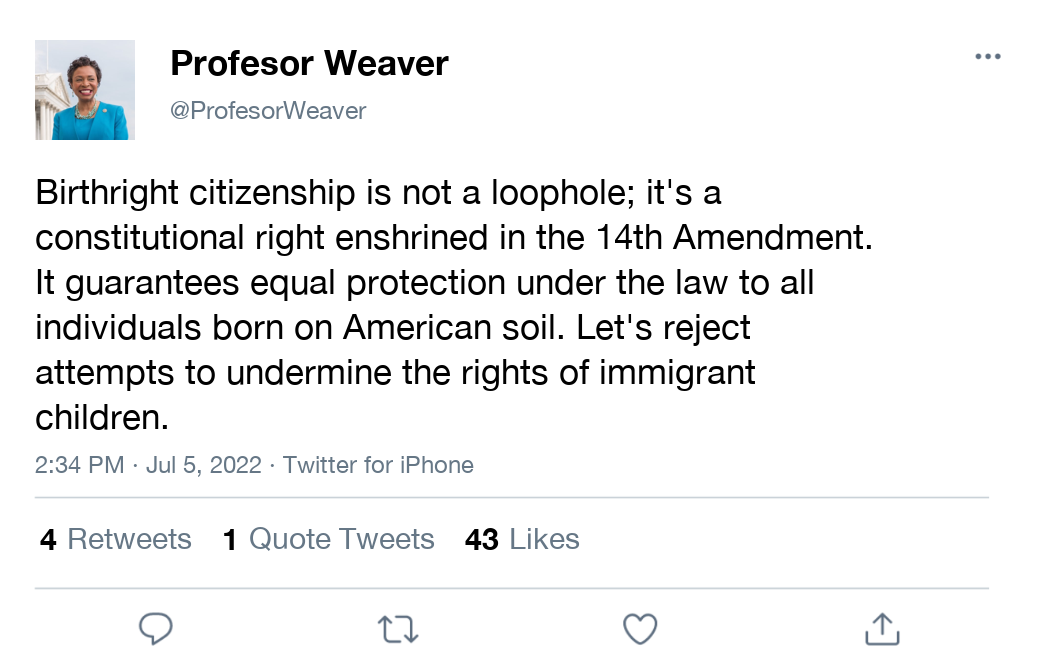 Profesor Weaver
@ProfesorWeaver
Birthright citizenship is not a loophole; it's a
constitutional right enshrined in the 14th Amendment.
It guarantees equal protection under the law to all
individuals born on American soil. Let's reject
attempts to undermine the rights of immigrant
children.
2:34 PM · Jul 5, 2022 · Twitter for iPhone
4 Retweets 1 Quote Tweets 43 Likes